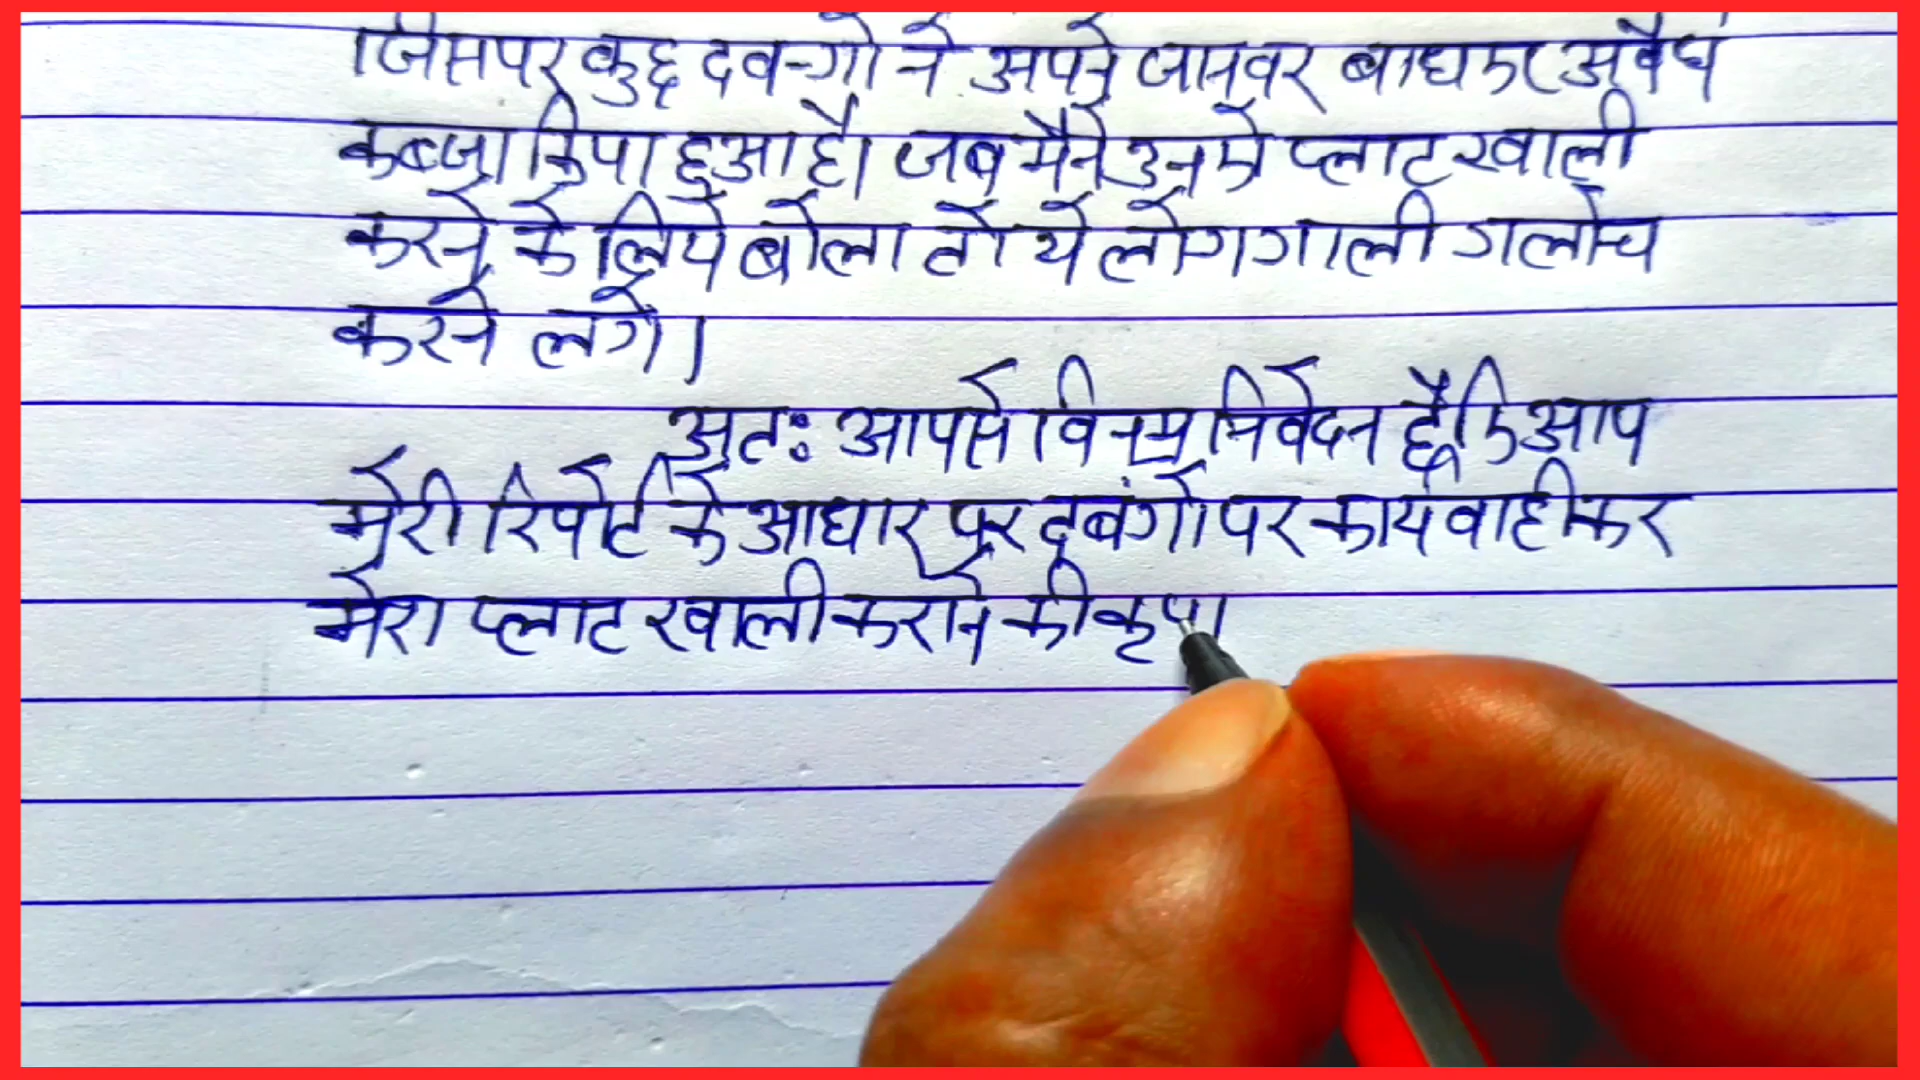 जिसपर कुछ दवन्गो ने अपने जानवर बाधकर अवैध
कब्जा किया हुआ है। जब मैने उनसे प्लाट खाली
करने के लिये बोला तो ये लोग गाली गलोच
करने लगे।
अतः आपसे विनम्र निवेदन है कि आप
मेरी रिपोर्ट के आधार पर दबंगो पर कार्यवाही कर
मेरा प्लाट खाली कराने की कृपा